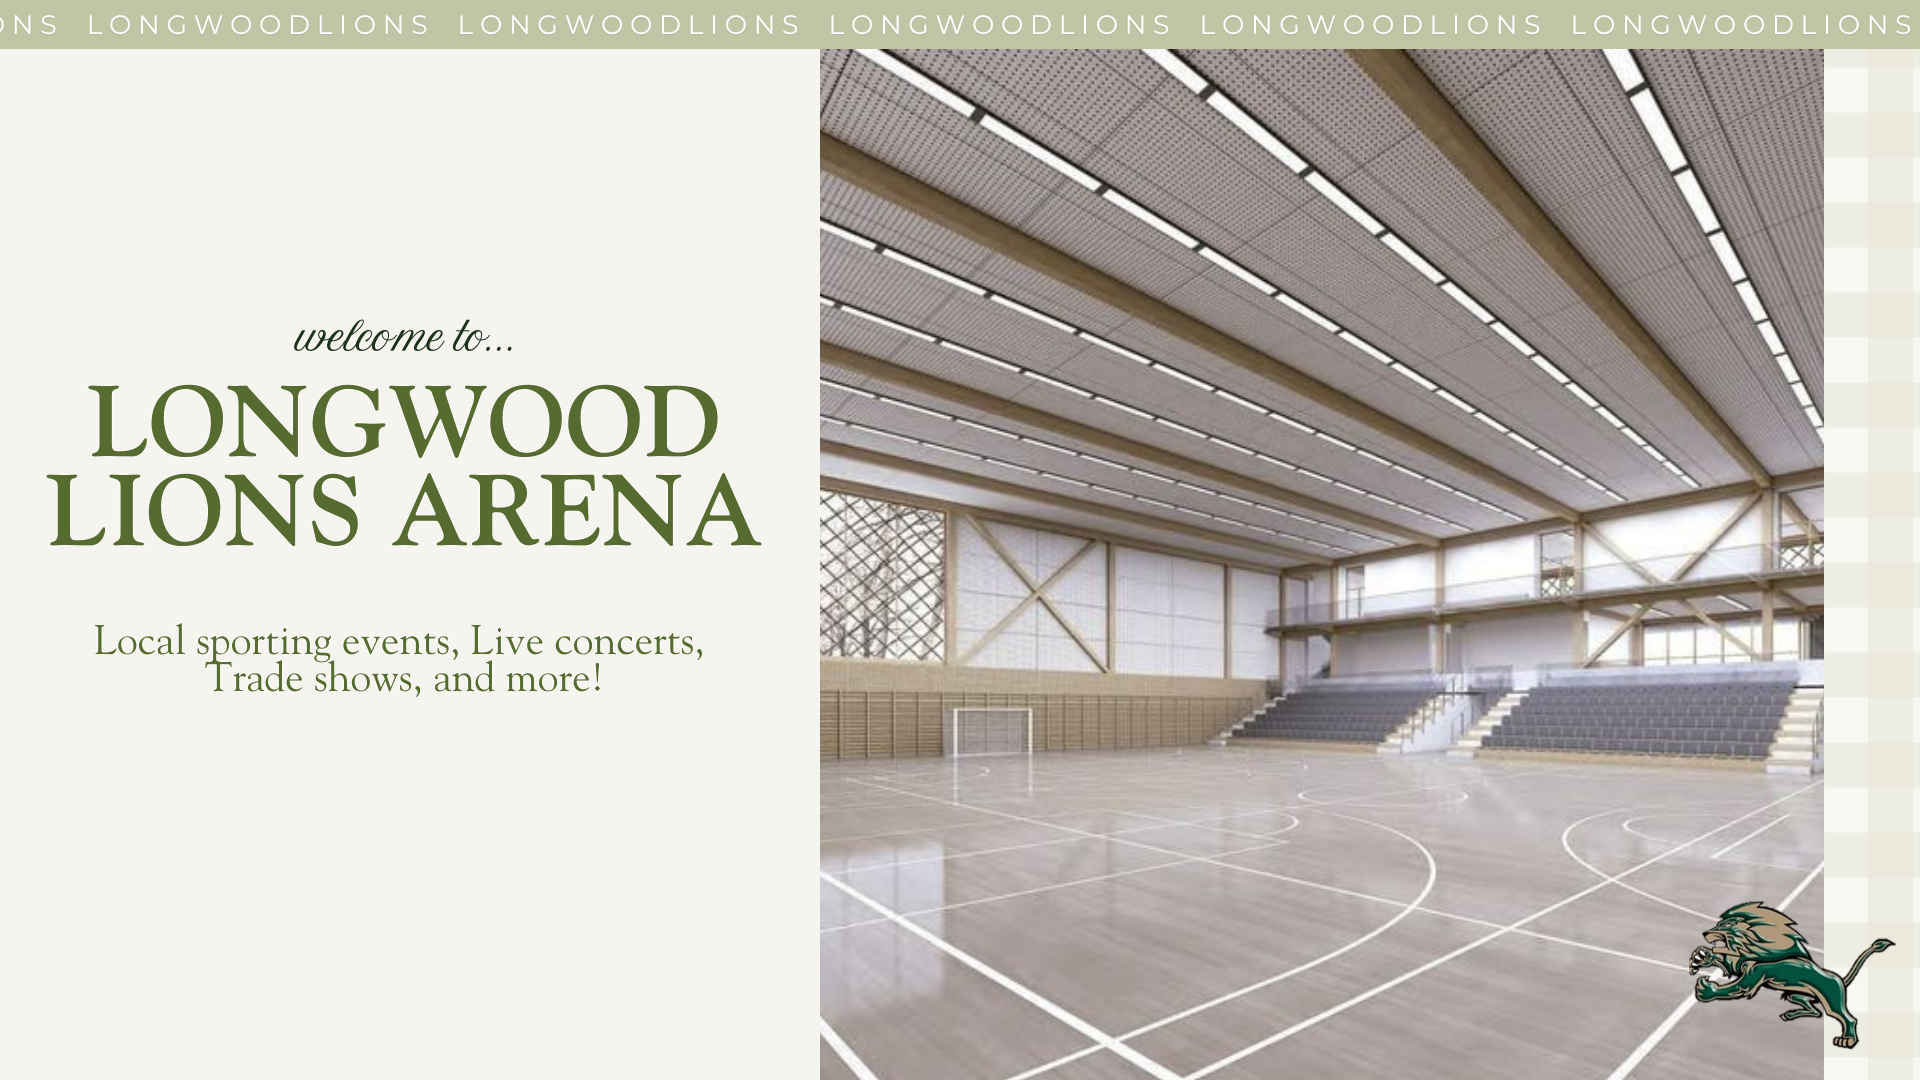 ONS LONGWOODLIONS LONGWOODLIONS LONGWOODLIONS LONGWOODLIONS LONGWOODLIONS
welcome to...
LONGWOOD
LIONS ARENA
Local sporting events, Live concerts,
Trade shows, and more!